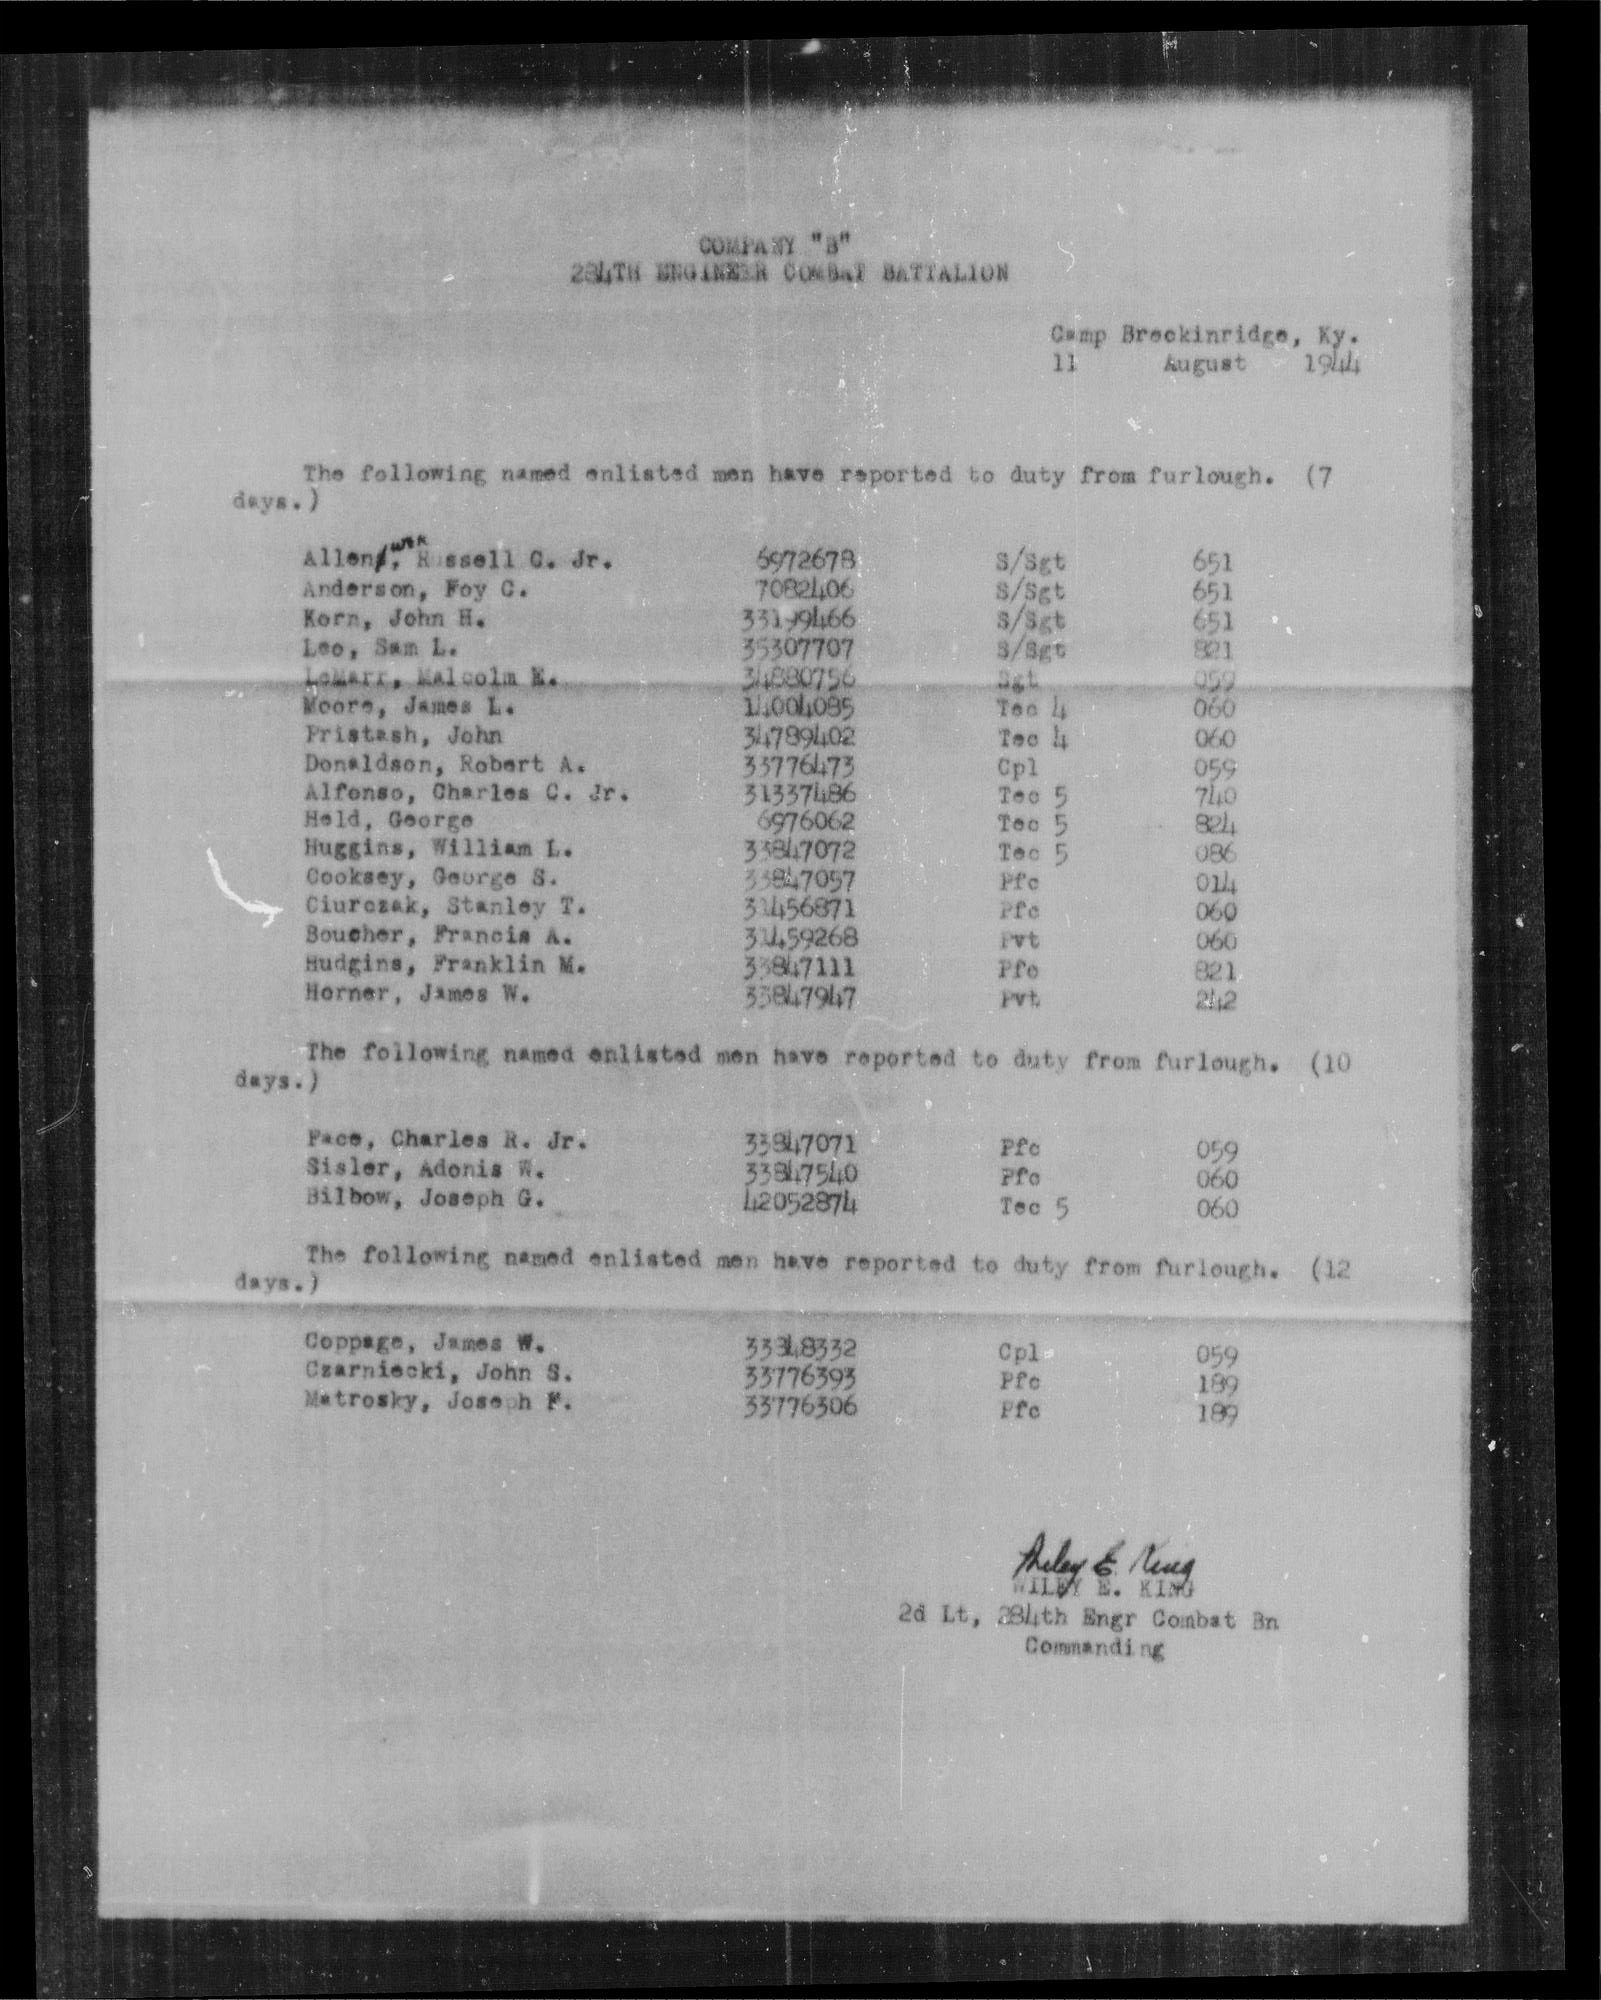 COMPANY "B"
284TH ENGINEER COMBAT BATTALION
Camp Breckinridge, Ky.
11 August 1944
The following named enlisted men have reported to duty from furlough. (7
days.)
Allen, Russell C. Jr. 6972678 S/Sgt 651
Anderson, Foy C. 7082406 S/Sgt 651
Korn, John H. 33199466 S/Sgt 651
Leo, Sam L. 35307707 S/Sgt 821
LeMarr, Malcolm E. 34880756 Sgt 059
Moore, James L. 14004085 Tec 4 060
Pristash, John 34789402 Tec 4 060
Donaldson, Robert A. 33776473 Cpl 059
Alfonso, Charles C. Jr. 31337486 Tec 5 740
Held, George 6976062 Tec 5 824
Huggins, William L. 33847072 Tec 5 086
Cooksey, George S. 33847057 Pfc 014
Ciurczak, Stanley T. 31456871 Pfc 060
Boucher, Francis A. 31459268 Pvt 060
Hudgins, Franklin M. 33847111 Pfc 821
Horner, James W. 33847947 Pvt 242
The following named enlisted men have reported to duty from furlough. (10
days.)
Pace, Charles R. Jr. 33847071 Pfc 059
Sisler, Adonis W. 33847540 Pfc 060
Bilbow, Joseph G. 42052874 Tec 5 060
The following named enlisted men have reported to duty from furlough. (12
days.)
Coppage, James W. 33848332 Cpl 059
Czarniecki, John S. 33776393 Pfc 189
Matrosky, Joseph F. 33776306 Pfc 189
Wiley E. King
WILEY E. KING
2d Lt, 284th Engr Combat Bn
Commanding